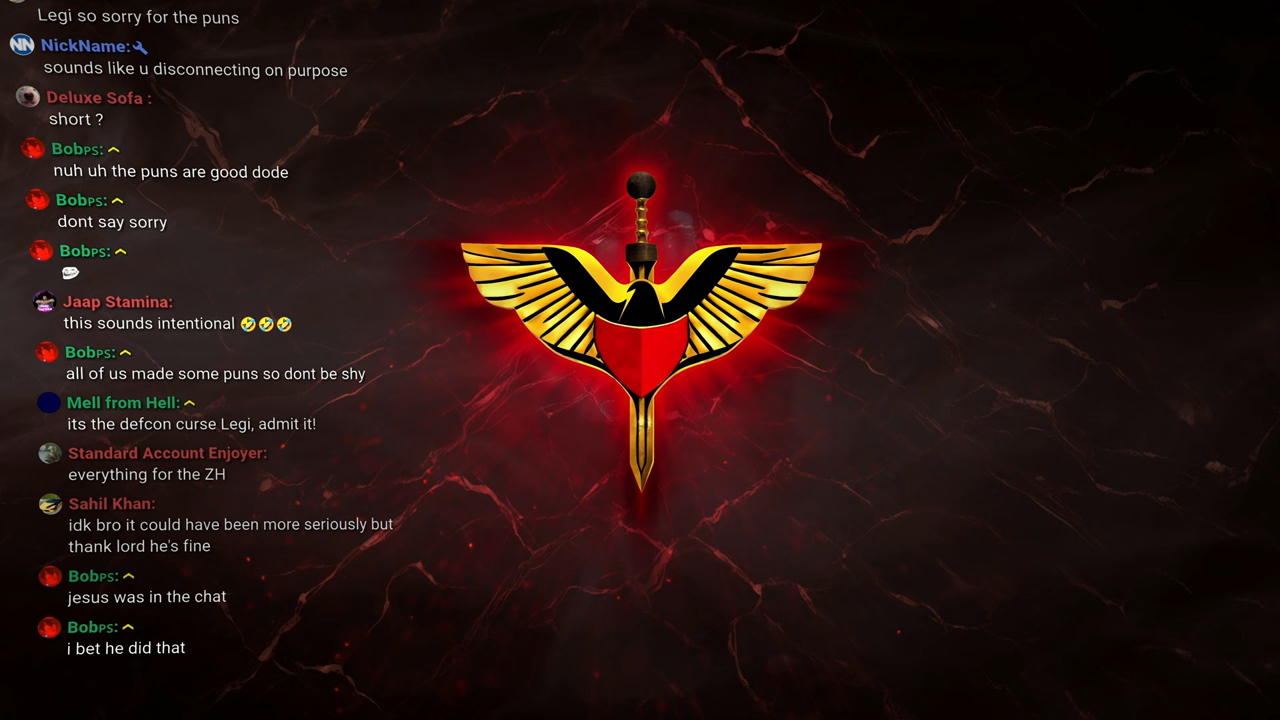 Legi so sorry for the puns
NN NickName:
sounds like u disconnecting on purpose
Deluxe Sofa :
short ?
BobPS:
nuh uh the puns are good dode
BobPS:
dont say sorry
BobPS:
Jaap Stamina:
this sounds intentional 🤣🤣🤣
BobPS:
all of us made some puns so dont be shy
Mell from Hell:
its the defcon curse Legi, admit it!
Standard Account Enjoyer:
everything for the ZH
Sahil Khan:
idk bro it could have been more seriously but
thank lord he's fine
BobPS:
jesus was in the chat
BobPS:
i bet he did that